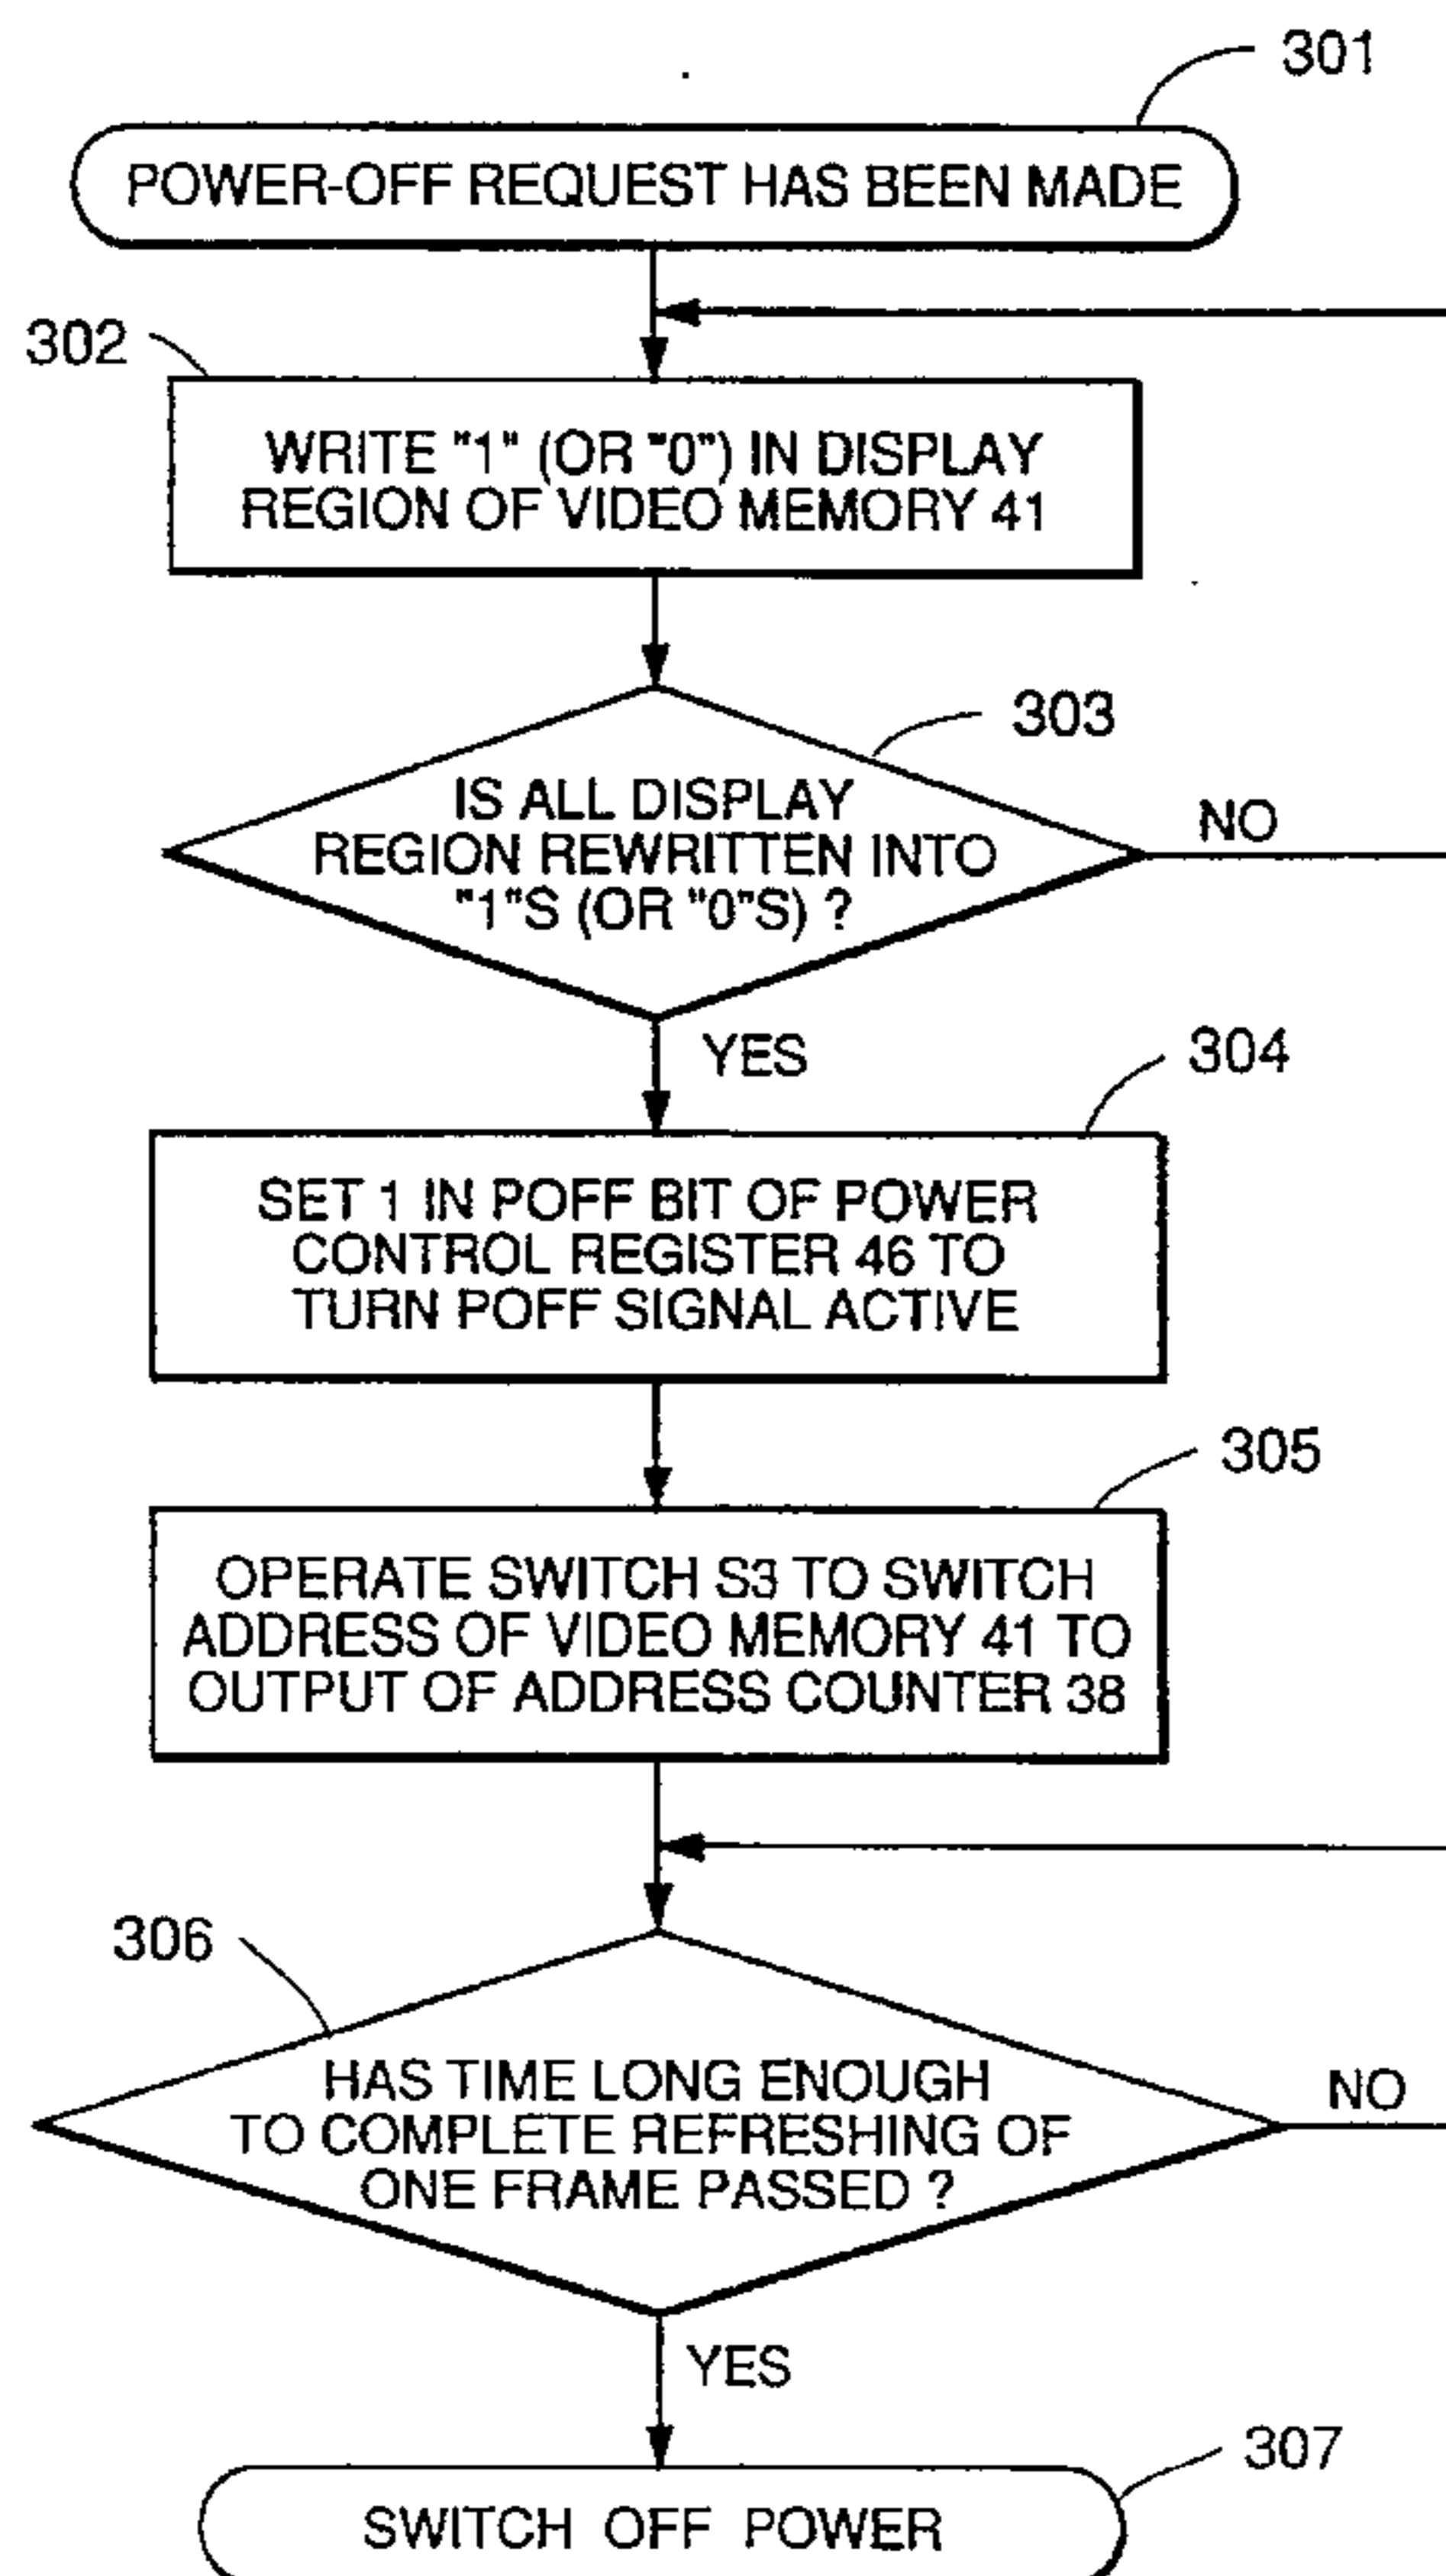 301
POWER-OFF REQUEST HAS BEEN MADE
302
WRITE "1" (OR "0") IN DISPLAY
REGION OF VIDEO MEMORY 41
303
IS ALL DISPLAY
REGION REWRITTEN INTO
"1"S (OR "0"S) ?
NO
YES
304
SET 1 IN POFF BIT OF POWER
CONTROL REGISTER 46 TO
TURN POFF SIGNAL ACTIVE
305
OPERATE SWITCH S3 TO SWITCH
ADDRESS OF VIDEO MEMORY 41 TO
OUTPUT OF ADDRESS COUNTER 38
306
HAS TIME LONG ENOUGH
TO COMPLETE REFRESHING OF
ONE FRAME PASSED ?
NO
YES
307
SWITCH OFF POWER